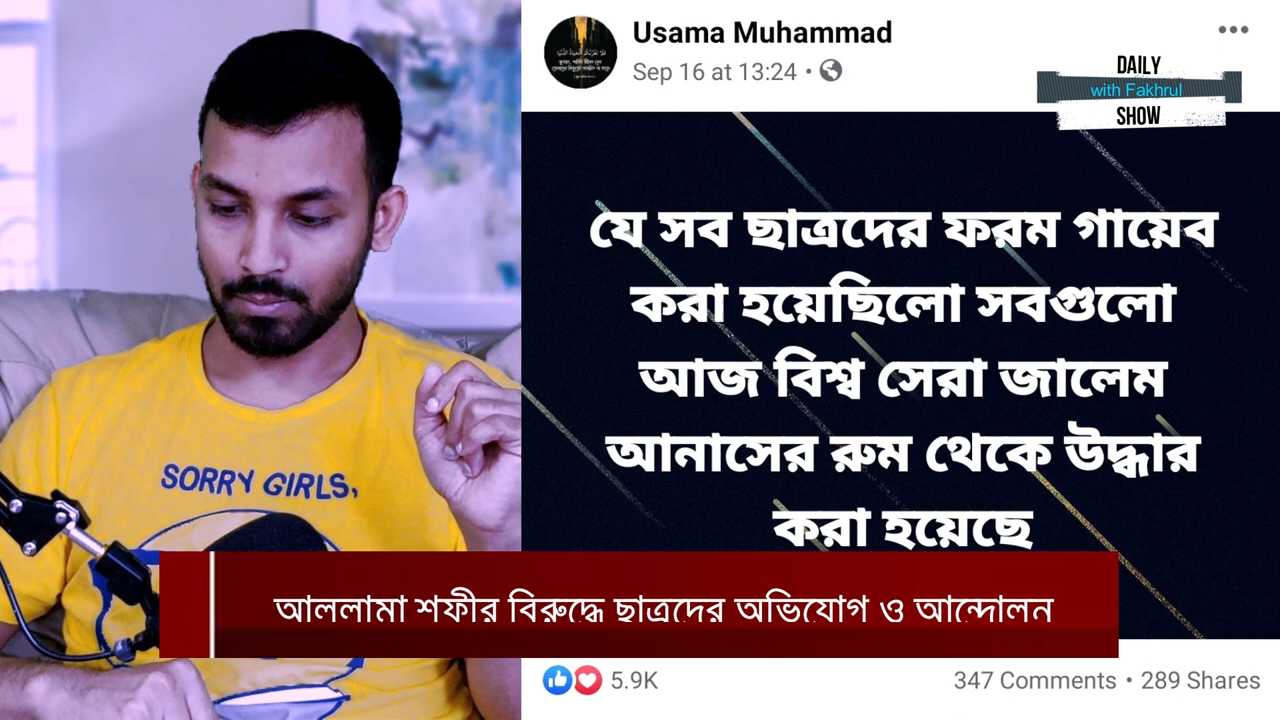 Usama Muhammad
Sep 16 at 13:24 •
DAILY
with Fakhrul
SHOW
যে সব ছাত্রদের ফরম গায়েব
করা হয়েছিলো সবগুলো
আজ বিশ্ব সেরা জালেম
আনাসের রুম থেকে উদ্ধার
করা হয়েছে
SORRY GIRLS,
আললামা শফীর বিরুদ্ধে ছাত্রদের অভিযোগ ও আন্দোলন
5.9K
347 Comments • 289 Shares